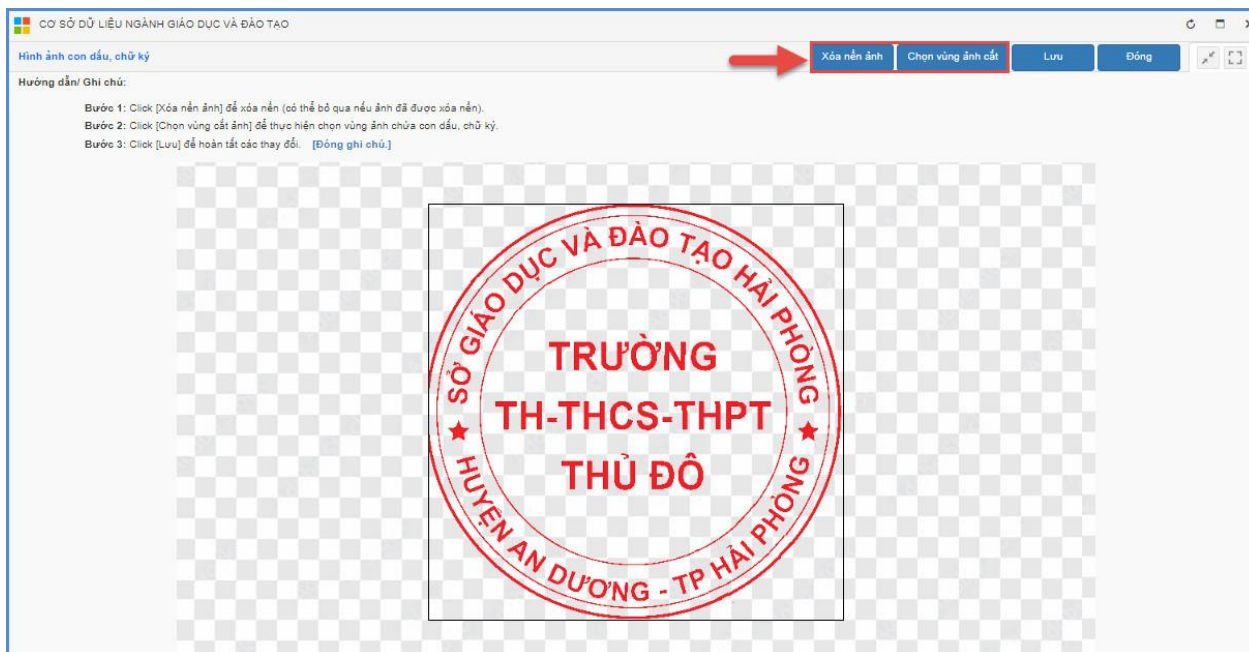 CƠ SỞ DỮ LIỆU NGÀNH GIÁO DỤC VÀ ĐÀO TẠO
Hình ảnh con dấu, chữ ký
Xóa nền ảnh
Chọn vùng ảnh cắt
Lưu
Đóng
Hướng dẫn/ Ghi chú:
Bước 1: Click [Xóa nền ảnh] để xóa nền (có thể bỏ qua nếu ảnh đã được xóa nền).
Bước 2: Click [Chọn vùng cắt ảnh] để thực hiện chọn vùng ảnh chứa con dấu, chữ ký.
Bước 3: Click [Lưu] để hoàn tất các thay đổi. [Đóng ghi chú.]
SỞ GIÁO DỤC VÀ ĐÀO TẠO HẢI PHÒNG
TRƯỜNG
TH-THCS-THPT
THỦ ĐÔ
HUYỆN AN DƯƠNG - TP HẢI PHÒNG